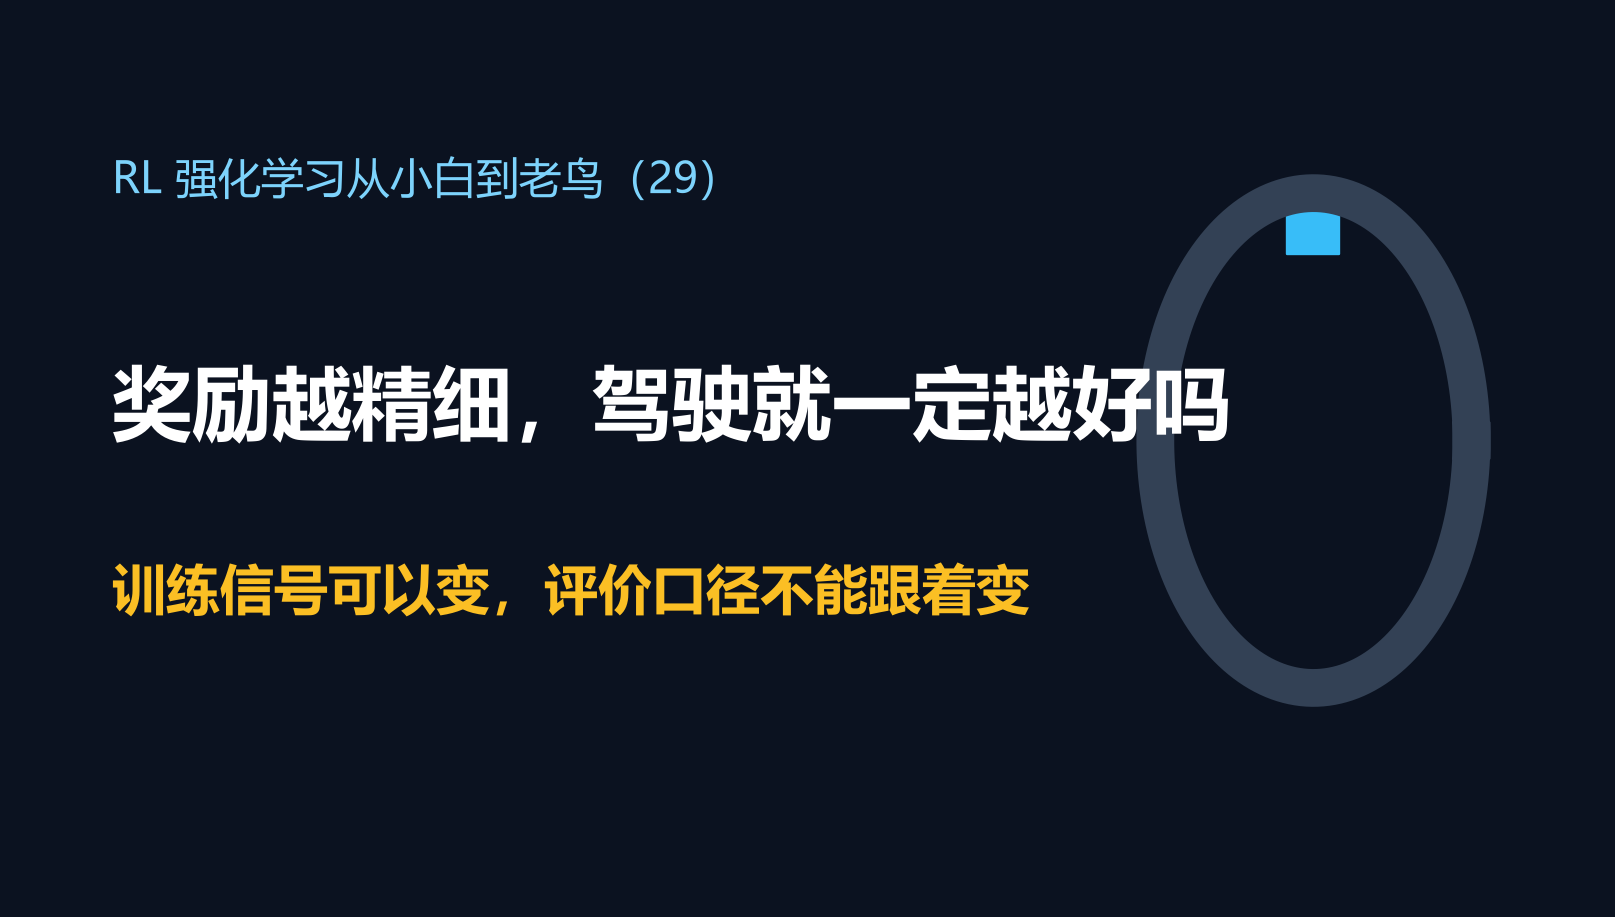 RL 强化学习从小白到老鸟（29）
奖励越精细，驾驶就一定越好吗
训练信号可以变，评价口径不能跟着变